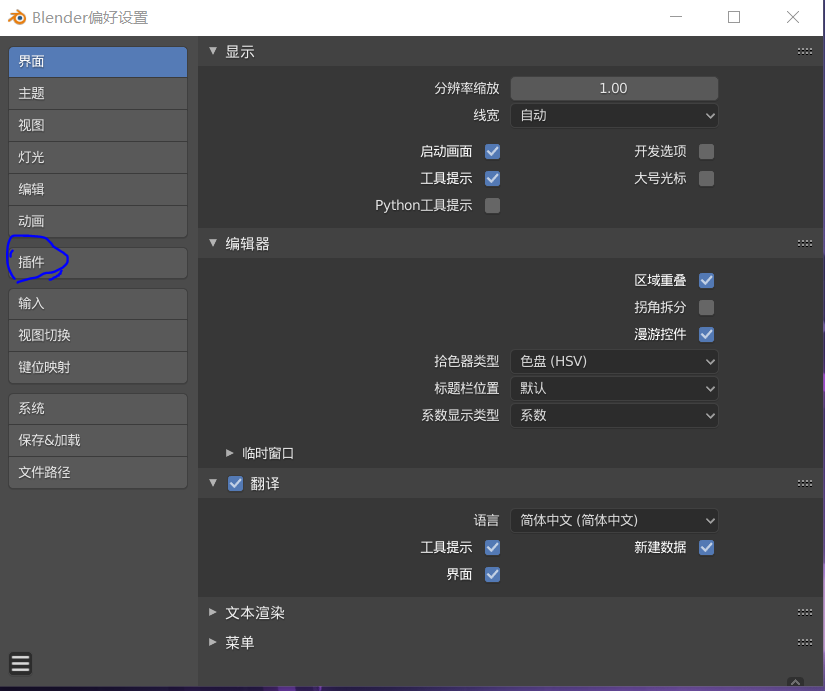 Blender偏好设置
界面
主题
视图
灯光
编辑
动画
插件
输入
视图切换
键位映射
系统
保存&加载
文件路径
显示
分辨率缩放 1.00
线宽 自动
启动画面 开发选项
工具提示 大号光标
Python工具提示
编辑器
区域重叠
拐角拆分
漫游控件
拾色器类型 色盘 (HSV)
标题栏位置 默认
系数显示类型 系数
临时窗口
翻译
语言 简体中文 (简体中文)
工具提示 新建数据
界面
文本渲染
菜单